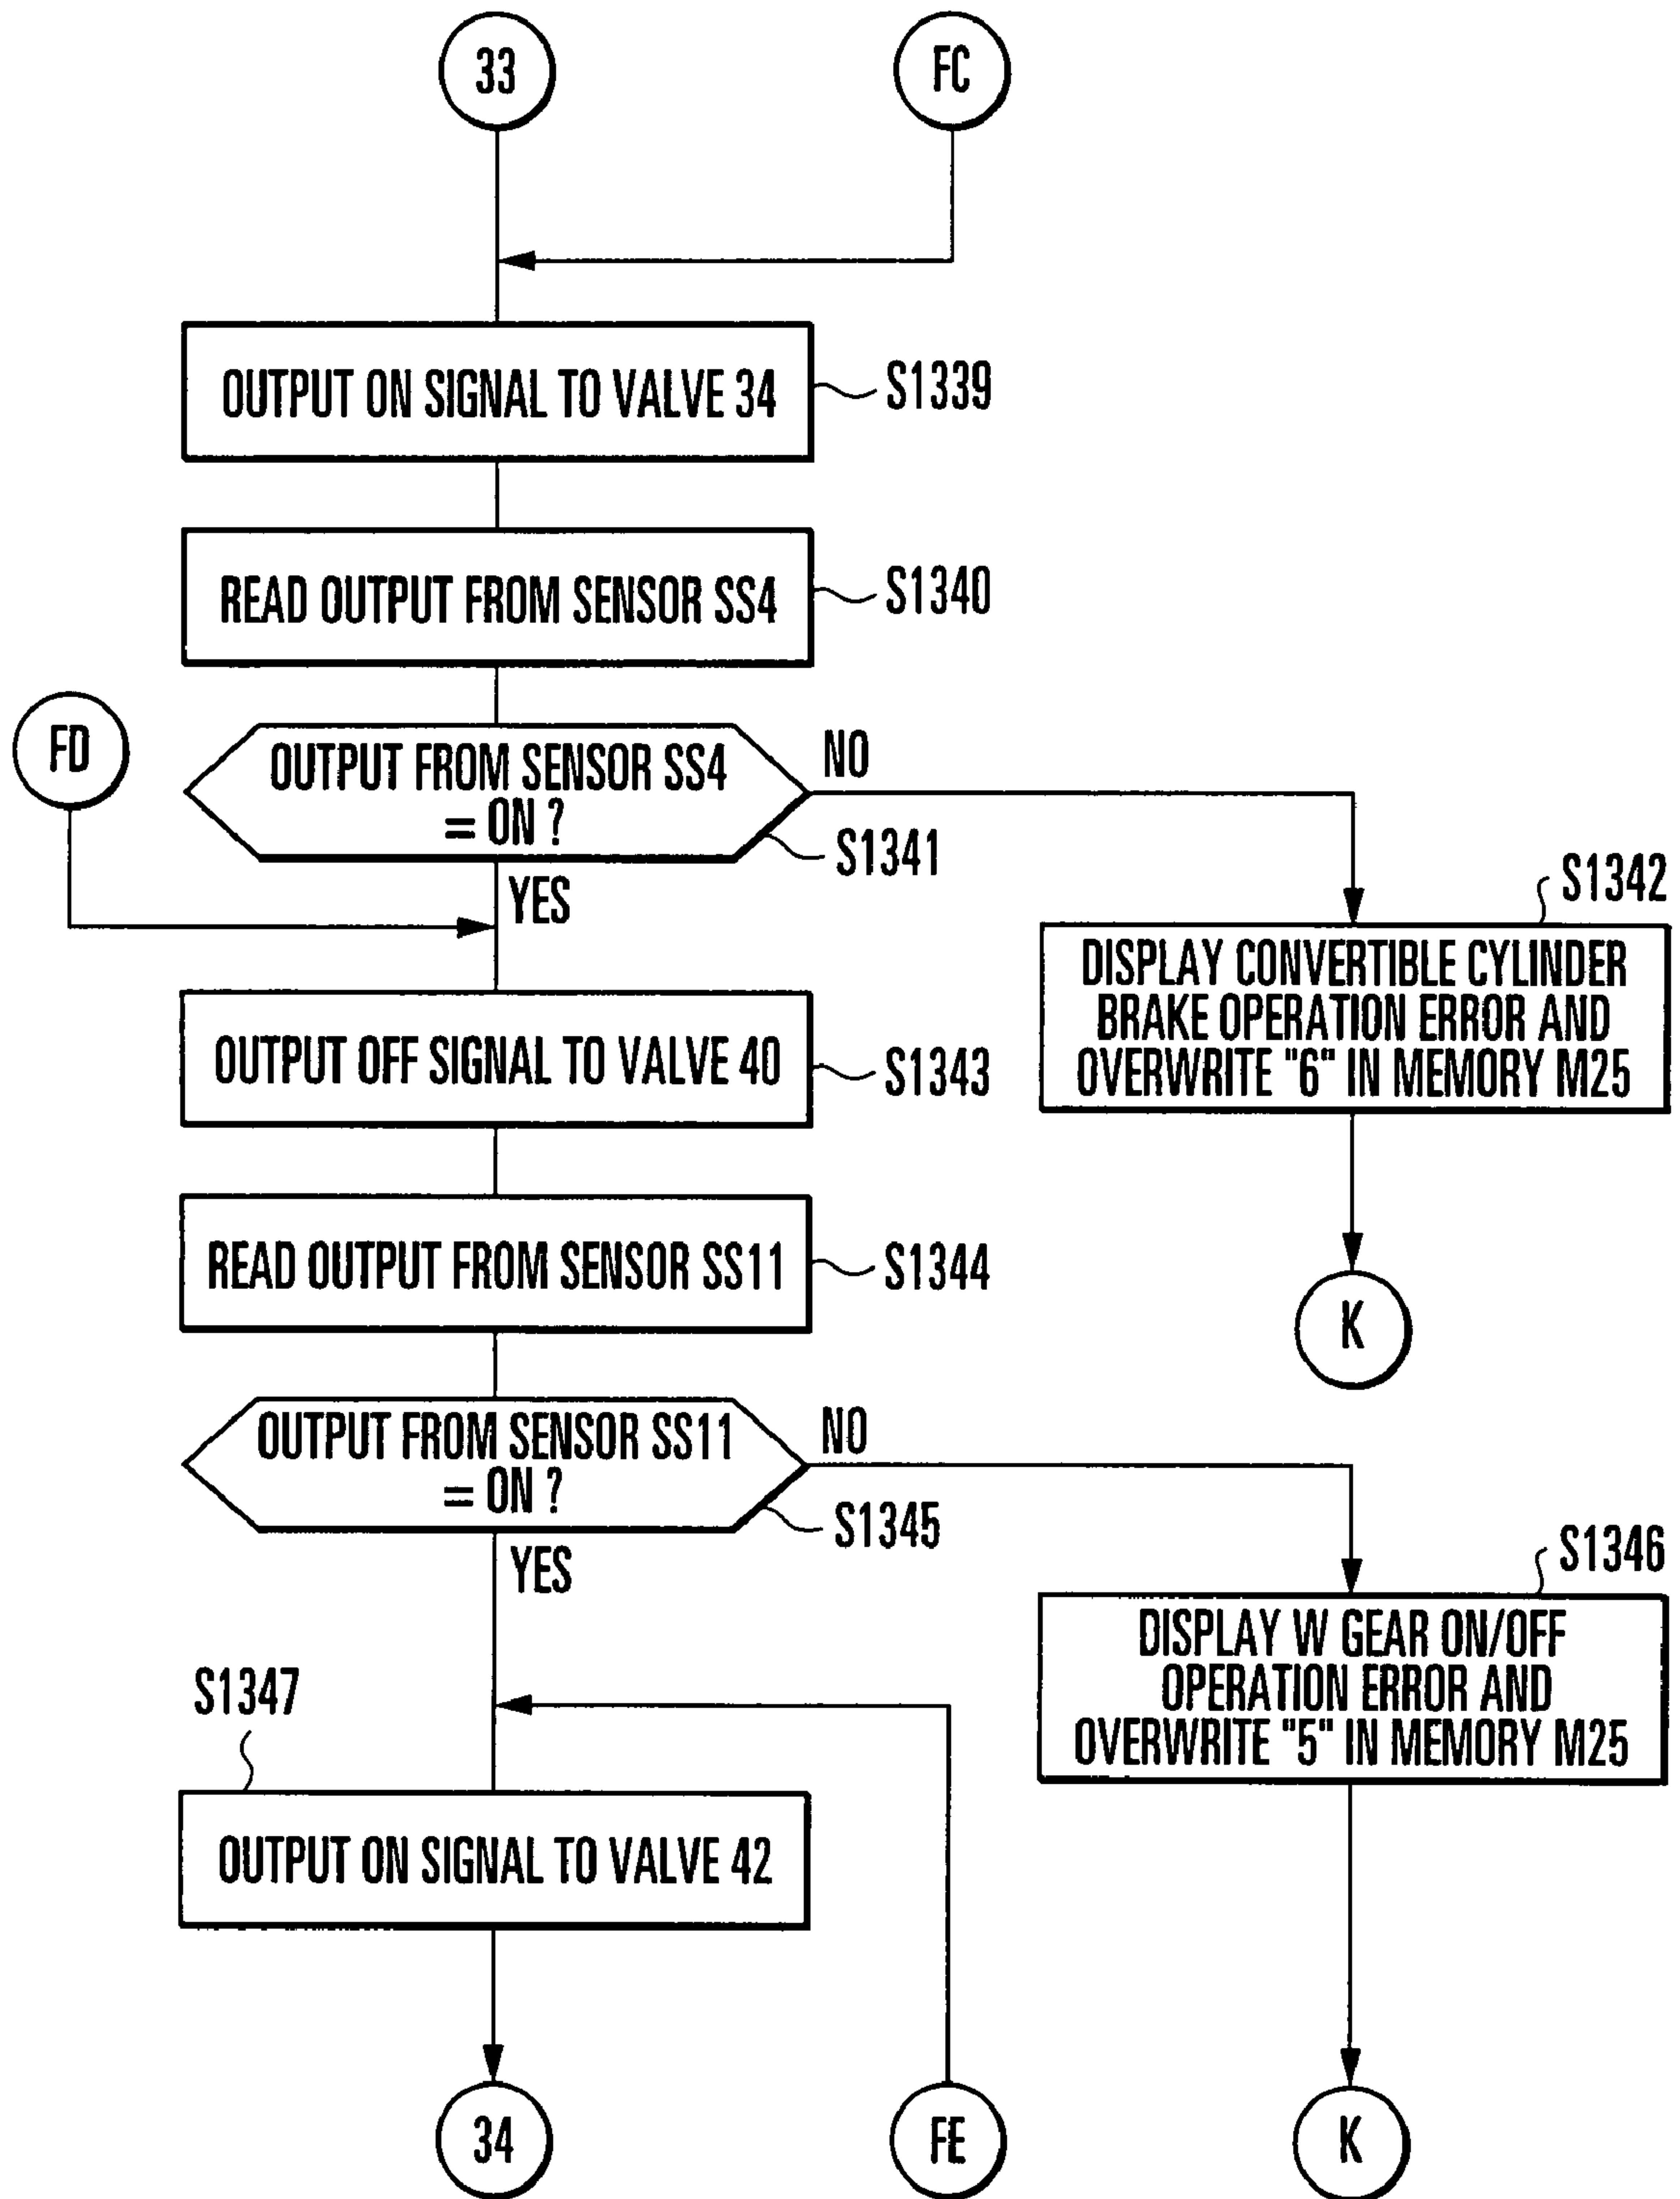 33
FC
OUTPUT ON SIGNAL TO VALVE 34
S1339
READ OUTPUT FROM SENSOR SS4
S1340
FD
OUTPUT FROM SENSOR SS4
= ON ?
NO
S1341
YES
S1342
DISPLAY CONVERTIBLE CYLINDER
BRAKE OPERATION ERROR AND
OVERWRITE "6" IN MEMORY M25
K
OUTPUT OFF SIGNAL TO VALVE 40
S1343
READ OUTPUT FROM SENSOR SS11
S1344
OUTPUT FROM SENSOR SS11
= ON ?
NO
S1345
YES
S1346
DISPLAY W GEAR ON/OFF
OPERATION ERROR AND
OVERWRITE "5" IN MEMORY M25
S1347
OUTPUT ON SIGNAL TO VALVE 42
34
FE
K